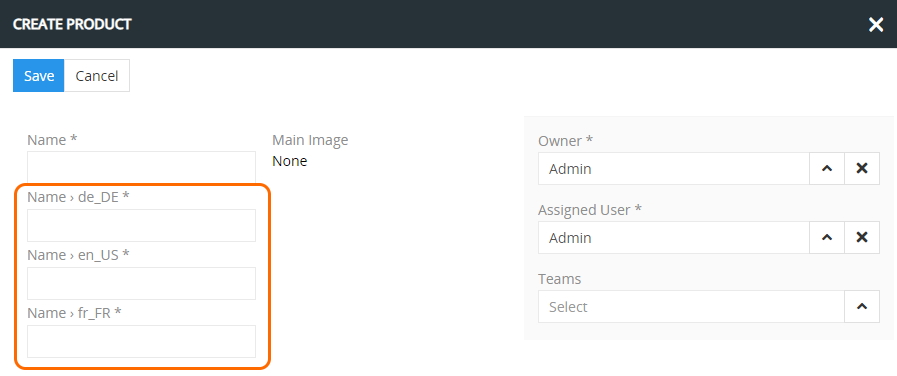 CREATE PRODUCT
Save Cancel
Name *
Name › de_DE *
Name › en_US *
Name › fr_FR *
Main Image
None
Owner *
Admin
Assigned User *
Admin
Teams
Select